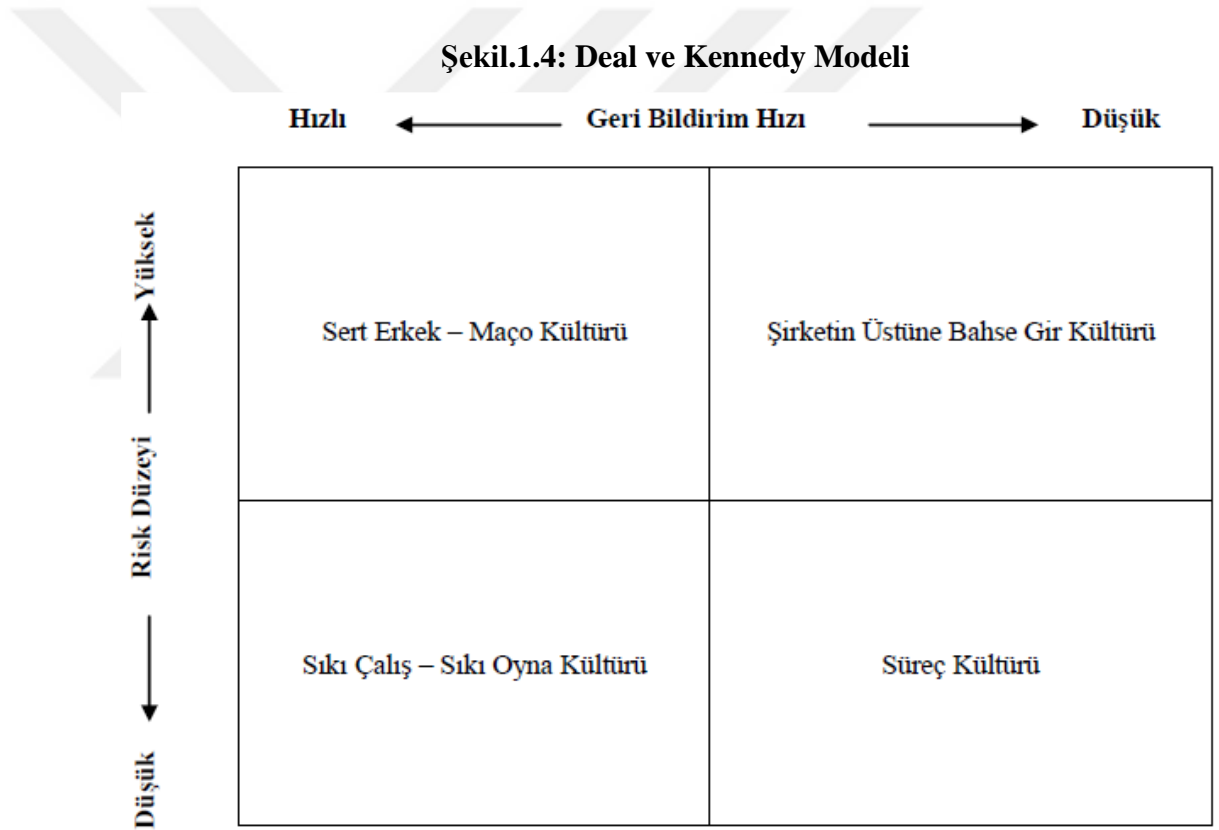 Şekil.1.4: Deal ve Kennedy Modeli
Hızlı Geri Bildirim Hızı Düşük
Yüksek
Sert Erkek – Maço Kültürü Şirketin Üstüne Bahse Gir Kültürü
Risk Düzeyi
Sıkı Çalış – Sıkı Oyna Kültürü Süreç Kültürü
Düşük